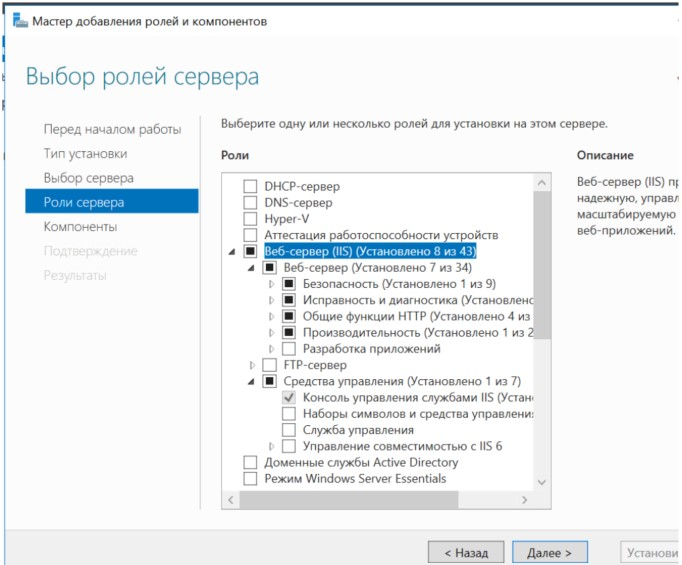 Мастер добавления ролей и компонентов
Выбор ролей сервера
Перед началом работы
Тип установки
Выбор сервера
Роли сервера
Компоненты
Подтверждение
Результаты
Выберите одну или несколько ролей для установки на этом сервере.
Роли
DHCP-сервер
DNS-сервер
Hyper-V
Аттестация работоспособности устройств
Веб-сервер (IIS) (Установлено 8 из 43)
Веб-сервер (Установлено 7 из 34)
Безопасность (Установлено 1 из 9)
Исправность и диагностика (Установленс
Общие функции HTTP (Установлено 4 из
Производительность (Установлено 1 из 2
Разработка приложений
FTP-сервер
Средства управления (Установлено 1 из 7)
Консоль управления службами IIS (Устан
Наборы символов и средства управлени
Служба управления
Управление совместимостью с IIS 6
Доменные службы Active Directory
Режим Windows Server Essentials
Описание
Веб-сервер (IIS) пр
надежную, управл
масштабируемую
веб-приложений.
< Назад
Далее >
Установи